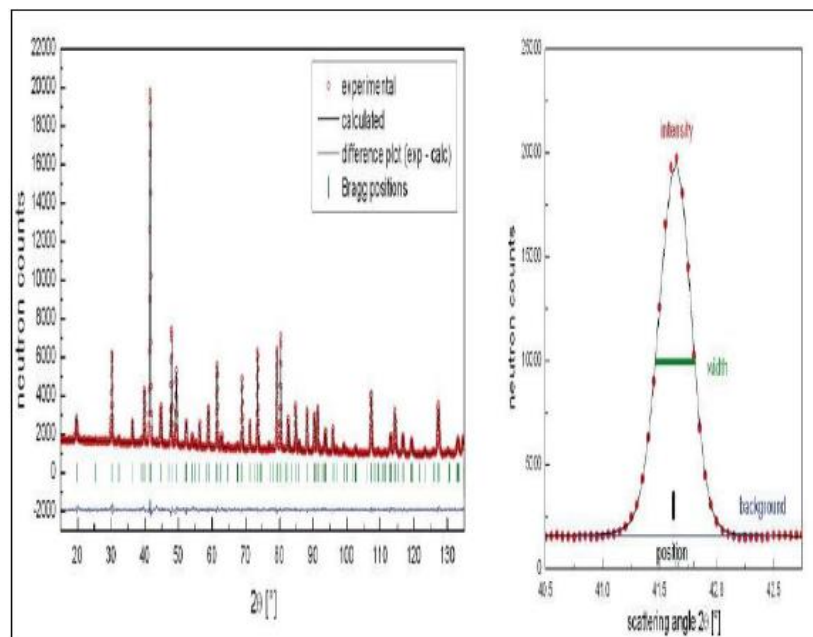 22000
20000
18000
16000
14000
12000
10000
8000
6000
4000
2000
0
-2000
neutron counts
experimental
calculated
difference plot (exp - calc)
Bragg positions
20 30 40 50 60 70 80 90 100 110 120 130
2θ [°]
25000
20000
15000
10000
5000
0
neutron counts
intensity
width
background
position
40.5 41.0 41.5 42.0 42.5
scattering angle 2θ [°]